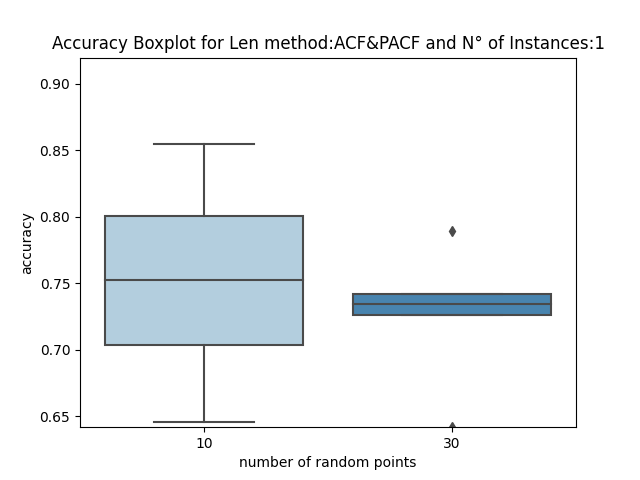 Accuracy Boxplot for Len method:ACF&PACF and N° of Instances:1
0.90
0.85
0.80
0.75
0.70
0.65
accuracy
10 30
number of random points